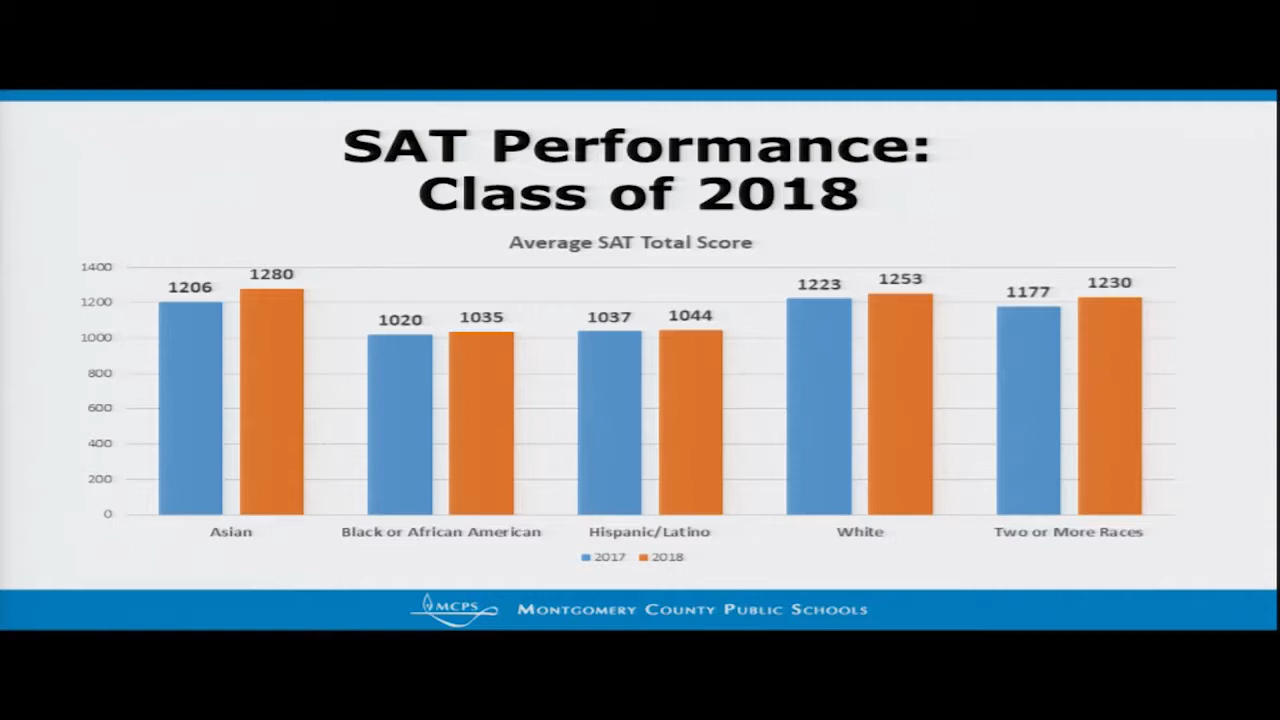 SAT Performance:
Class of 2018
Average SAT Total Score
1400
1200
1000
800
600
400
200
0
1206 1280 1020 1035 1037 1044 1223 1253 1177 1230
Asian Black or African American Hispanic/Latino White Two or More Races
2017 2018
MCPS MONTGOMERY COUNTY PUBLIC SCHOOLS